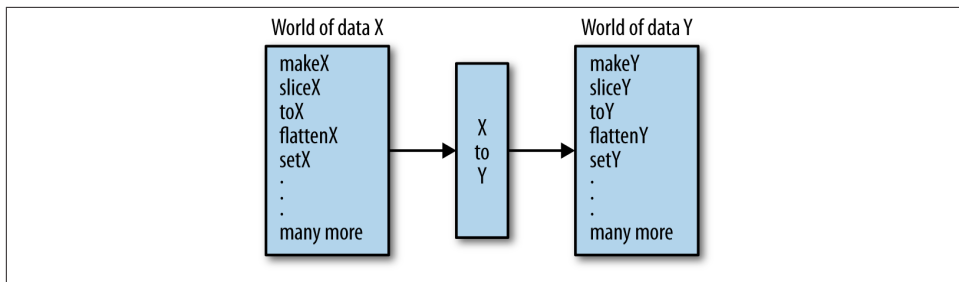 World of data X
makeX
sliceX
toX
flattenX
setX
.
.
.
many more
X
to
Y
World of data Y
makeY
sliceY
toY
flattenY
setY
.
.
.
many more